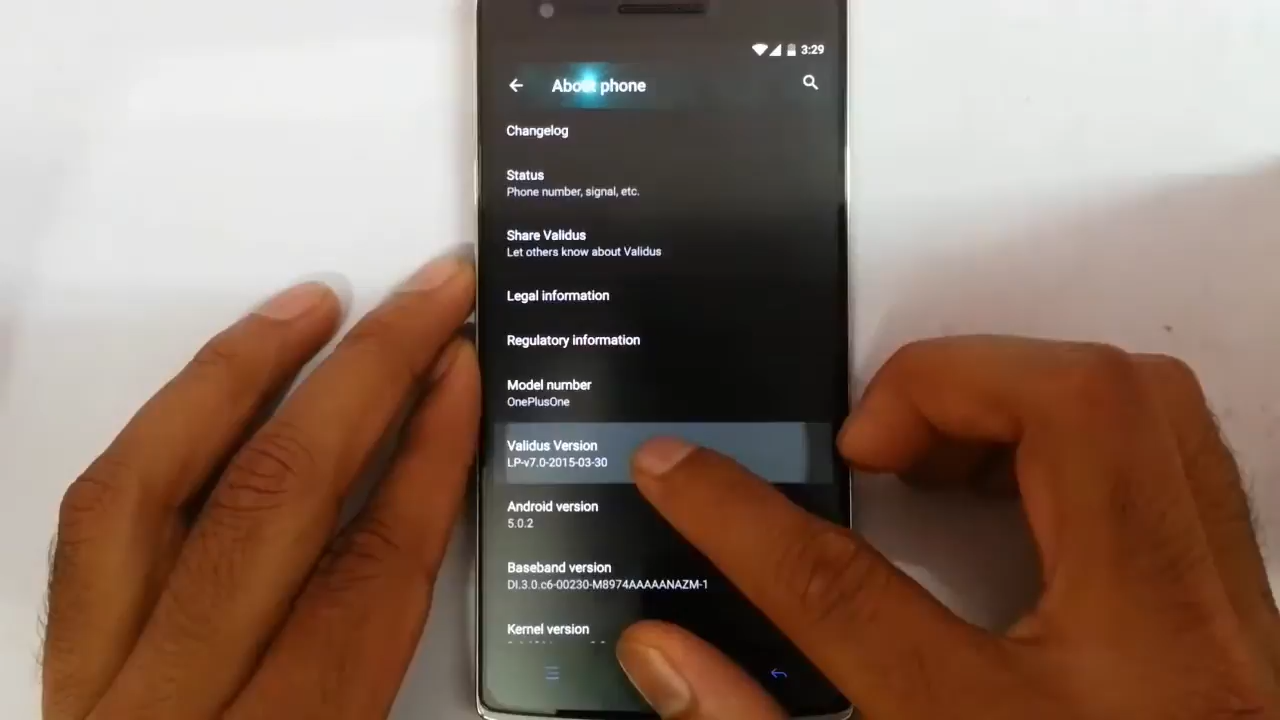 3:29
About phone
Changelog
Status
Phone number, signal, etc.
Share Validus
Let others know about Validus
Legal information
Regulatory information
Model number
OnePlusOne
Validus Version
LP-v7.0-2015-03-30
Android version
5.0.2
Baseband version
DI.3.0.c6-00230-M8974AAAAANAZM-1
Kernel version